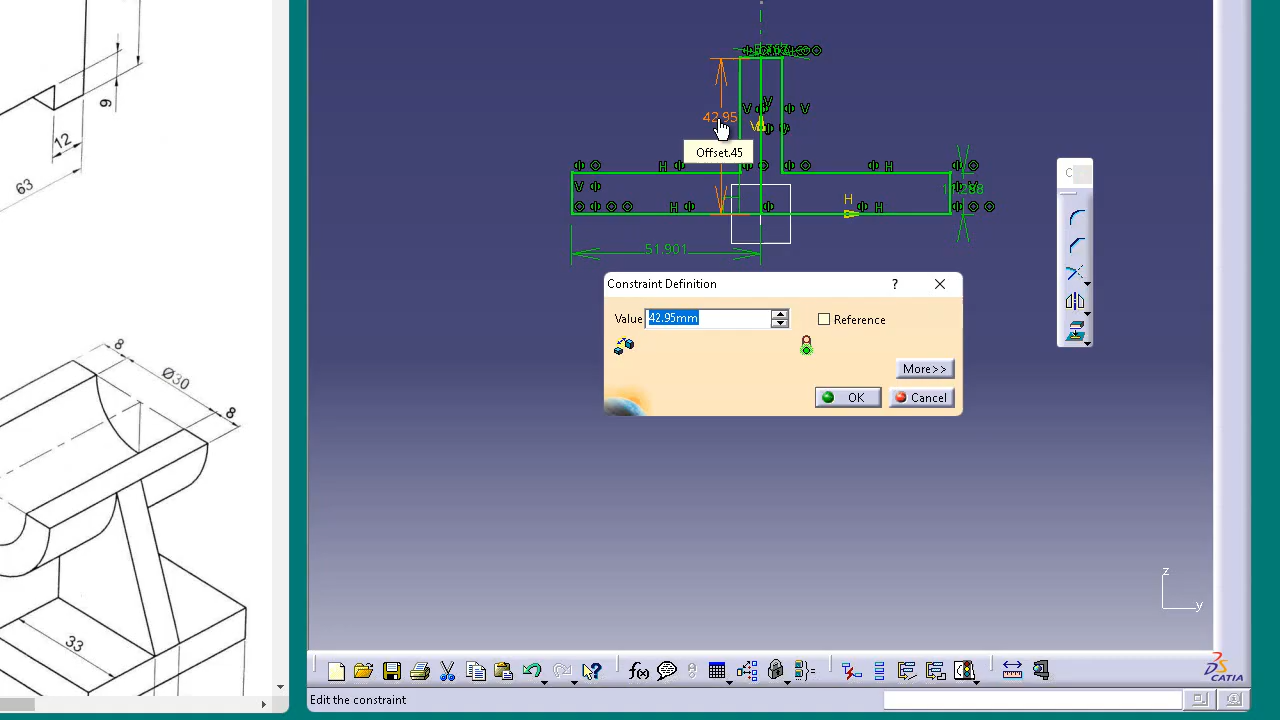 9
12
63
8
Ø30
8
33
42.95
Offset.45
V
V
V
V
V
H
H
V
H
H
H
51.901
Constraint Definition
?
Value
42.95mm
Reference
More>>
OK
Cancel
C
z
y
f(x)
CATIA
Edit the constraint